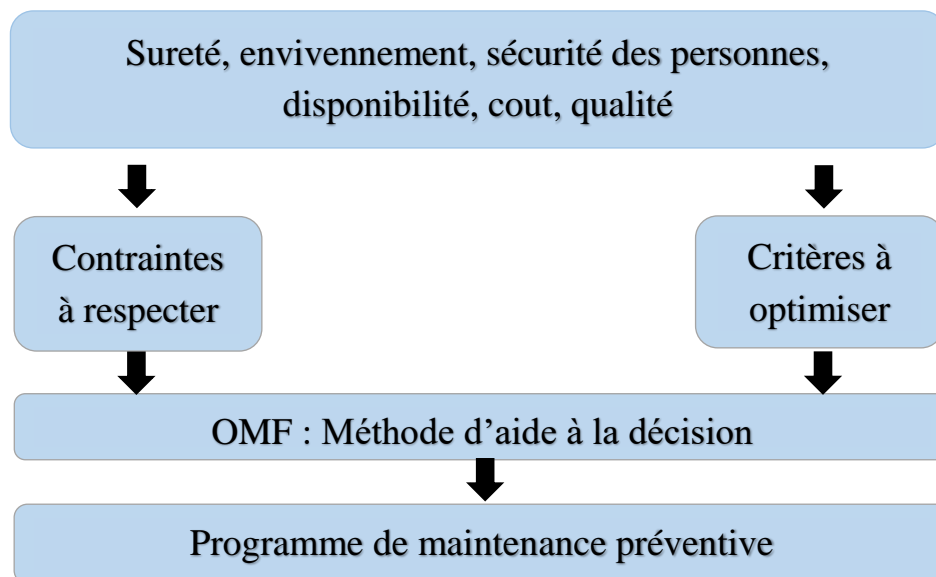 Sureté, envivennement, sécurité des personnes,
disponibilité, cout, qualité
Contraintes
à respecter
Critères à
optimiser
OMF : Méthode d’aide à la décision
Programme de maintenance préventive